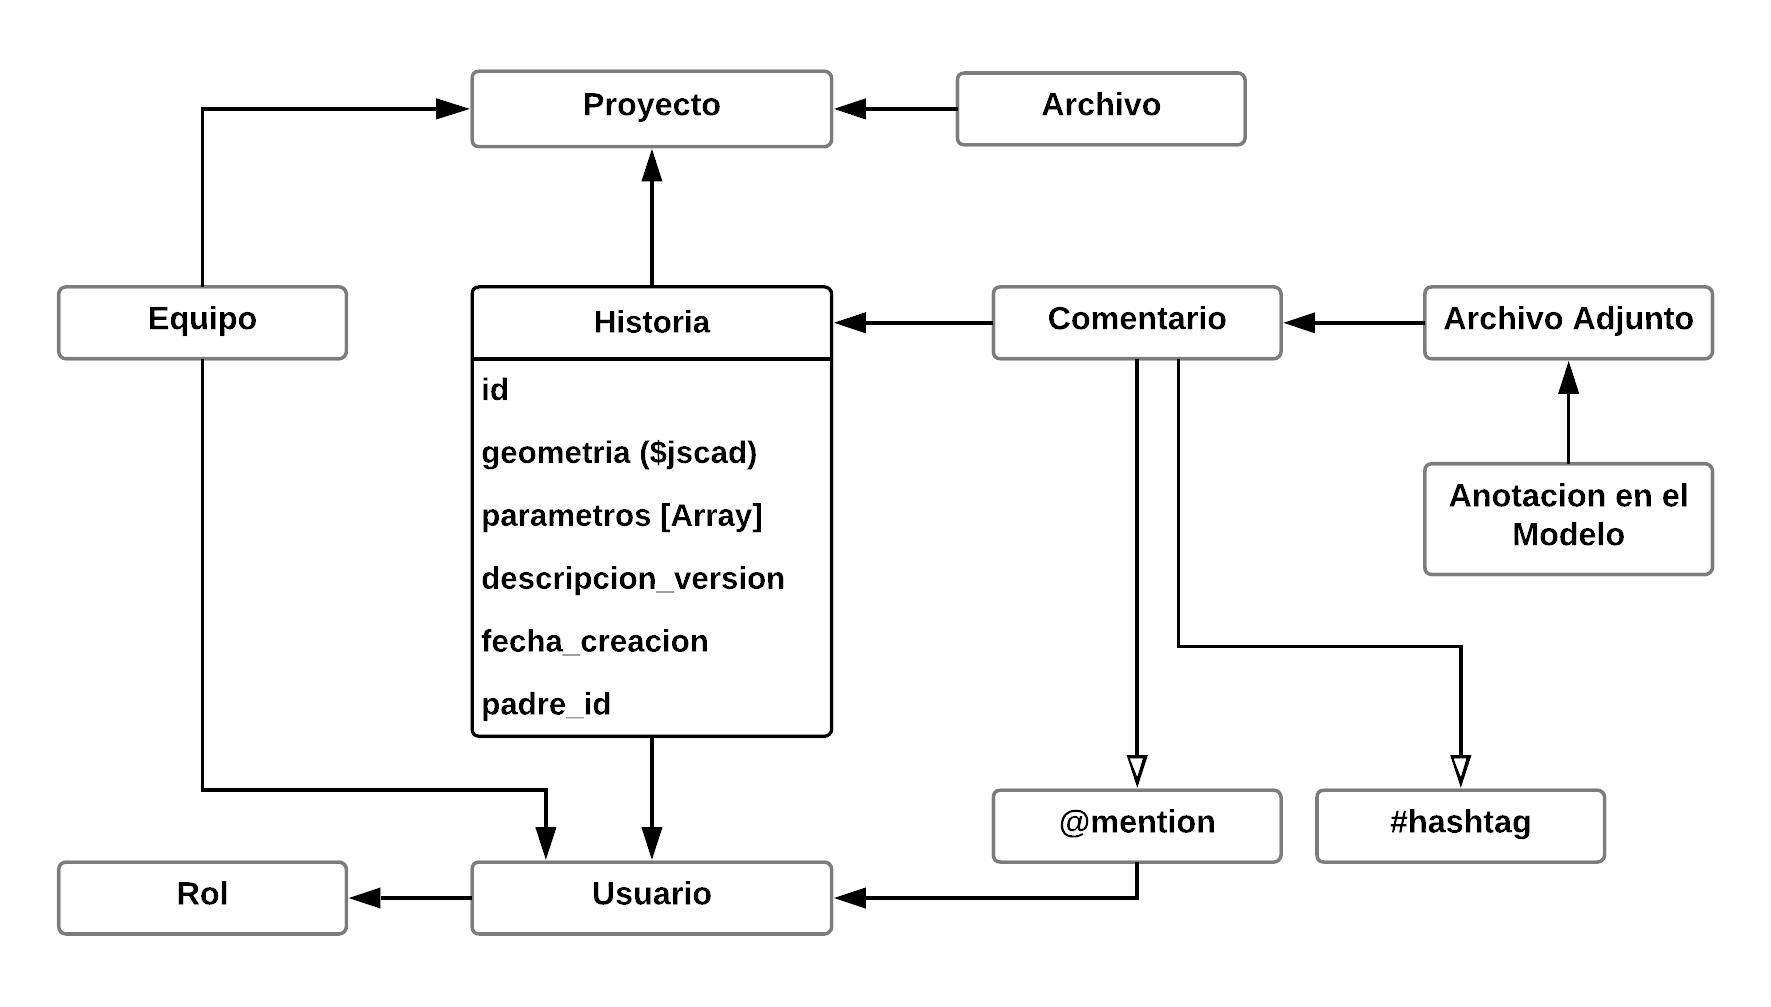 Proyecto
Archivo
Equipo
Historia
Comentario
Archivo Adjunto
id
geometria ($jscad)
parametros [Array]
descripcion_version
fecha_creacion
padre_id
Anotacion en el
Modelo
@mention
#hashtag
Rol
Usuario